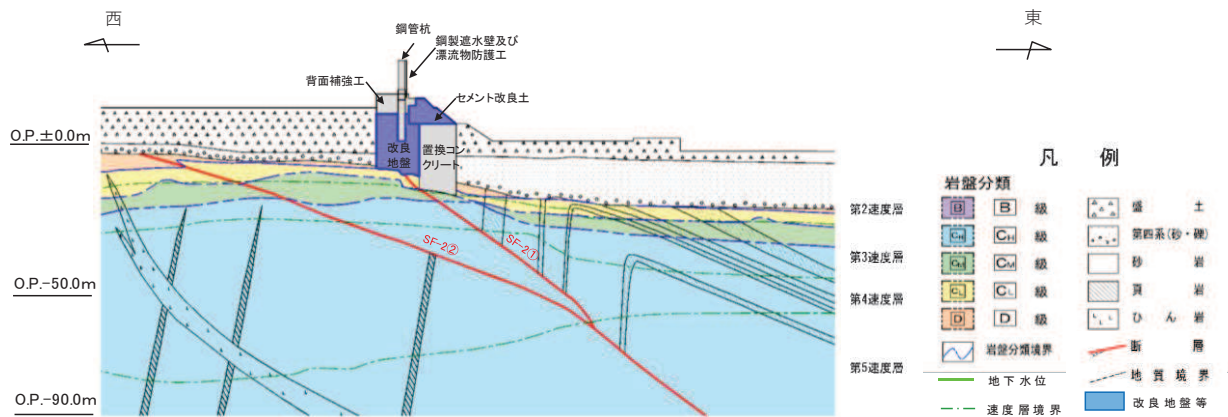 西
東
鋼管杭
鋼製遮水壁及び
漂流物防護工
背面補強工
セメント改良土
O.P.±0.0m
改良
地盤
置換コン
クリート
SF-2②
SF-2①
O.P.-50.0m
O.P.-90.0m
第2速度層
第3速度層
第4速度層
第5速度層
凡 例
岩盤分類
B B 級
CH CH 級
CM CM 級
CL CL 級
D D 級
岩盤分類境界
地下水位
速度層境界
盛 土
第四系(砂・礫)
砂 岩
頁 岩
ひ ん 岩
断 層
地質境界
改良地盤等